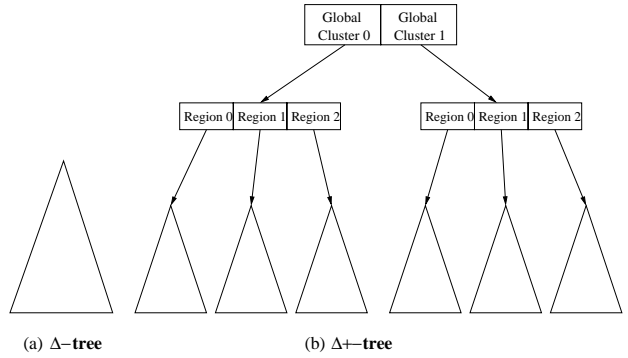 Global
Cluster 0
Global
Cluster 1
Region 0
Region 1
Region 2
Region 0
Region 1
Region 2
(a) Δ−tree
(b) Δ+−tree